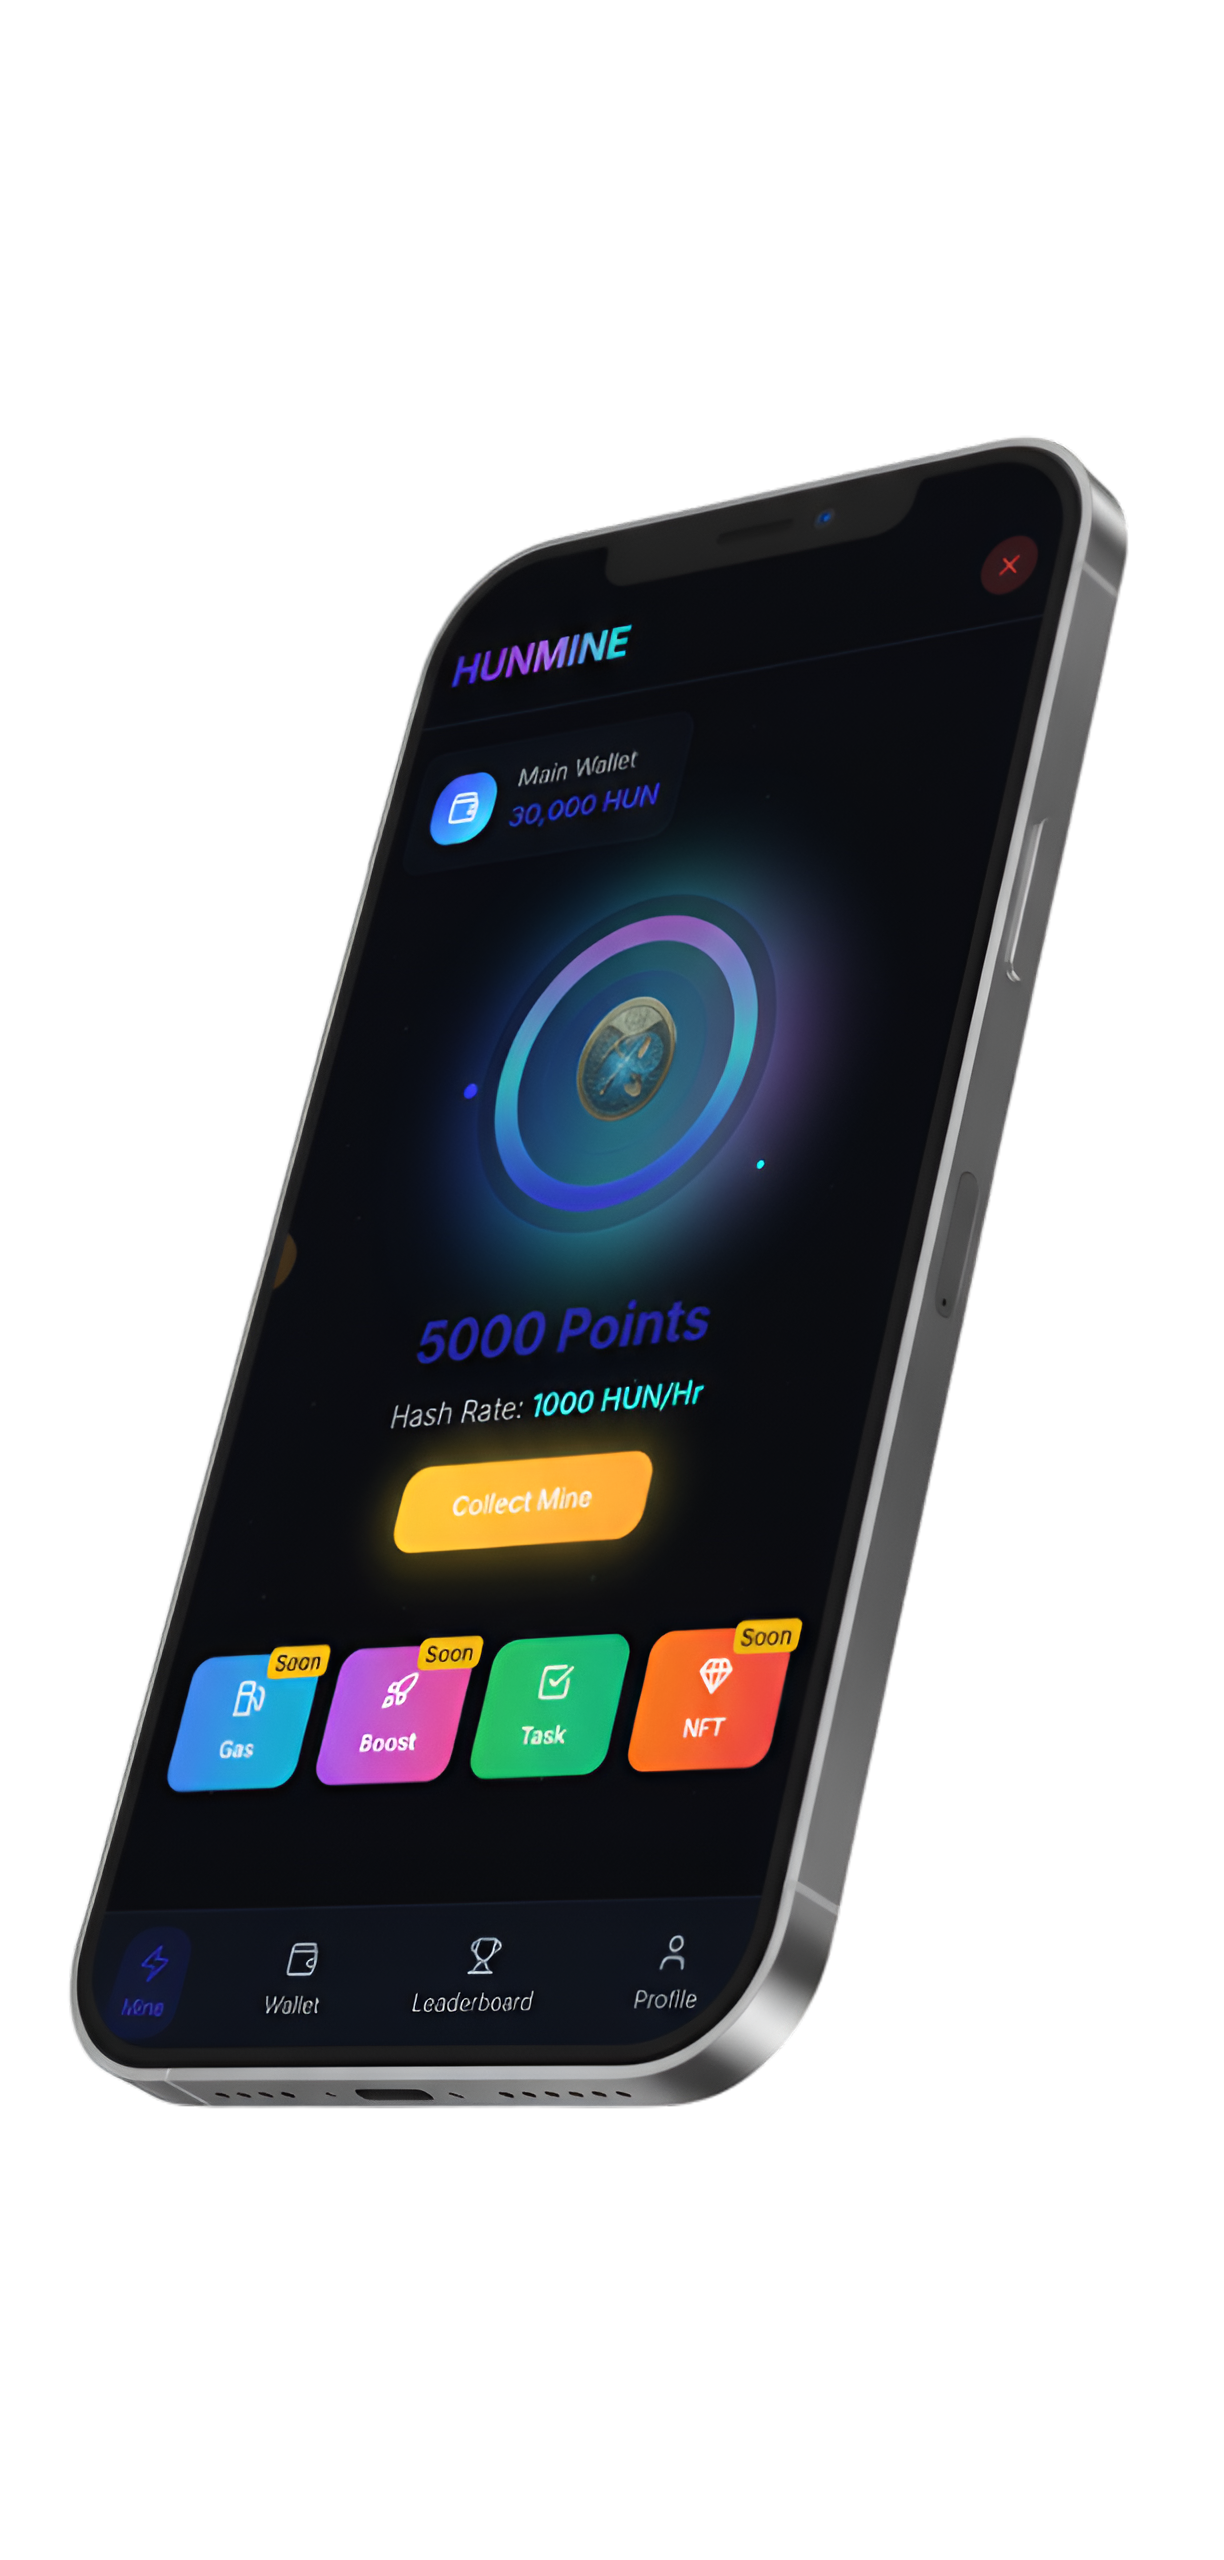 HUNMINE
Main Wallet
30,000 HUN
5000 Points
Hash Rate: 1000 HUN/Hr
Collect Mine
Soon
Soon
Soon
Gas
Boost
Task
NFT
Mine
Wallet
Leaderboard
Profile